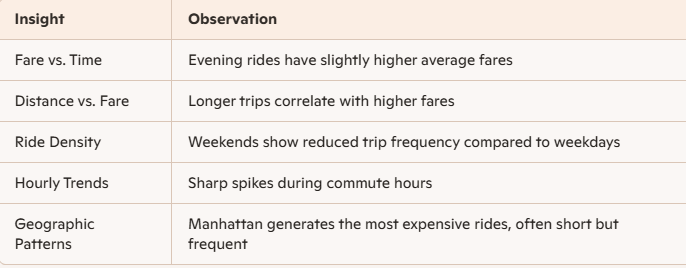 Insight Observation
Fare vs. Time Evening rides have slightly higher average fares
Distance vs. Fare Longer trips correlate with higher fares
Ride Density Weekends show reduced trip frequency compared to weekdays
Hourly Trends Sharp spikes during commute hours
Geographic Manhattan generates the most expensive rides, often short but
Patterns frequent